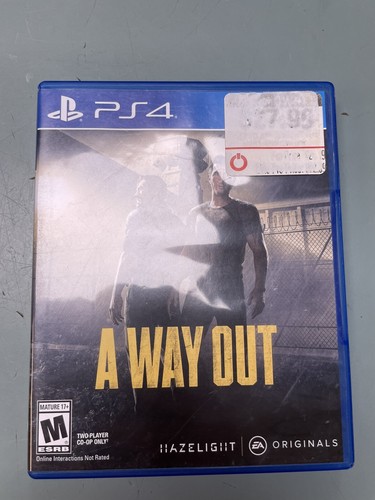 PS4
A WAY OUT
MATURE 17+
M
ESRB
TWO-PLAYER
CO-OP ONLY
Online Interactions Not Rated
HAZELIGHT
EA ORIGINALS